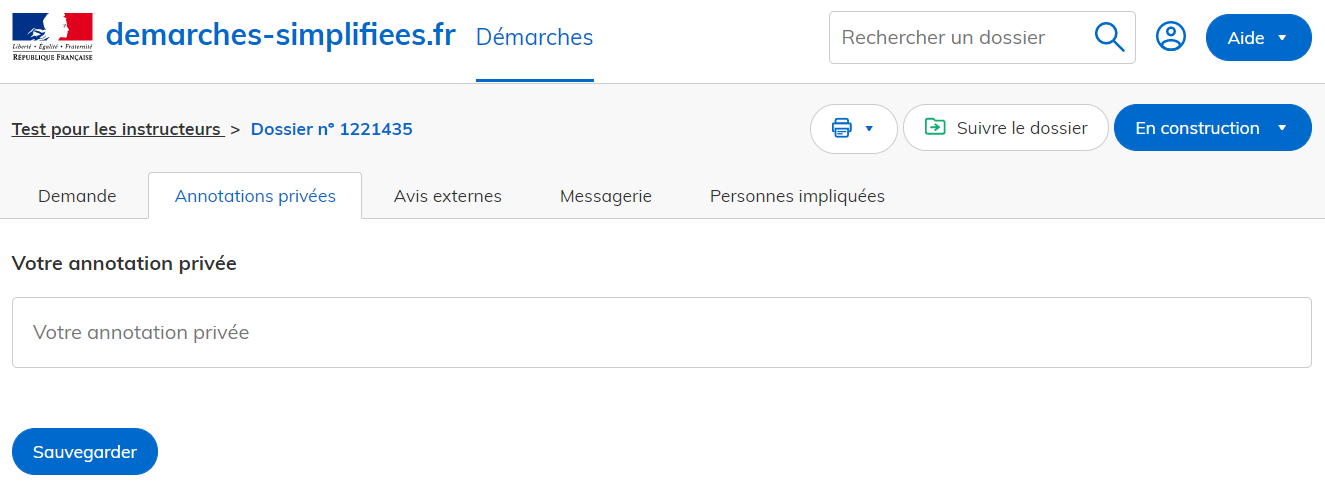 Liberté • Égalité • Fraternité
RÉPUBLIQUE FRANÇAISE
demarches-simplifiees.fr
Démarches
Rechercher un dossier
Aide
Test pour les instructeurs > Dossier nº 1221435
Suivre le dossier
En construction
Demande
Annotations privées
Avis externes
Messagerie
Personnes impliquées
Votre annotation privée
Votre annotation privée
Sauvegarder